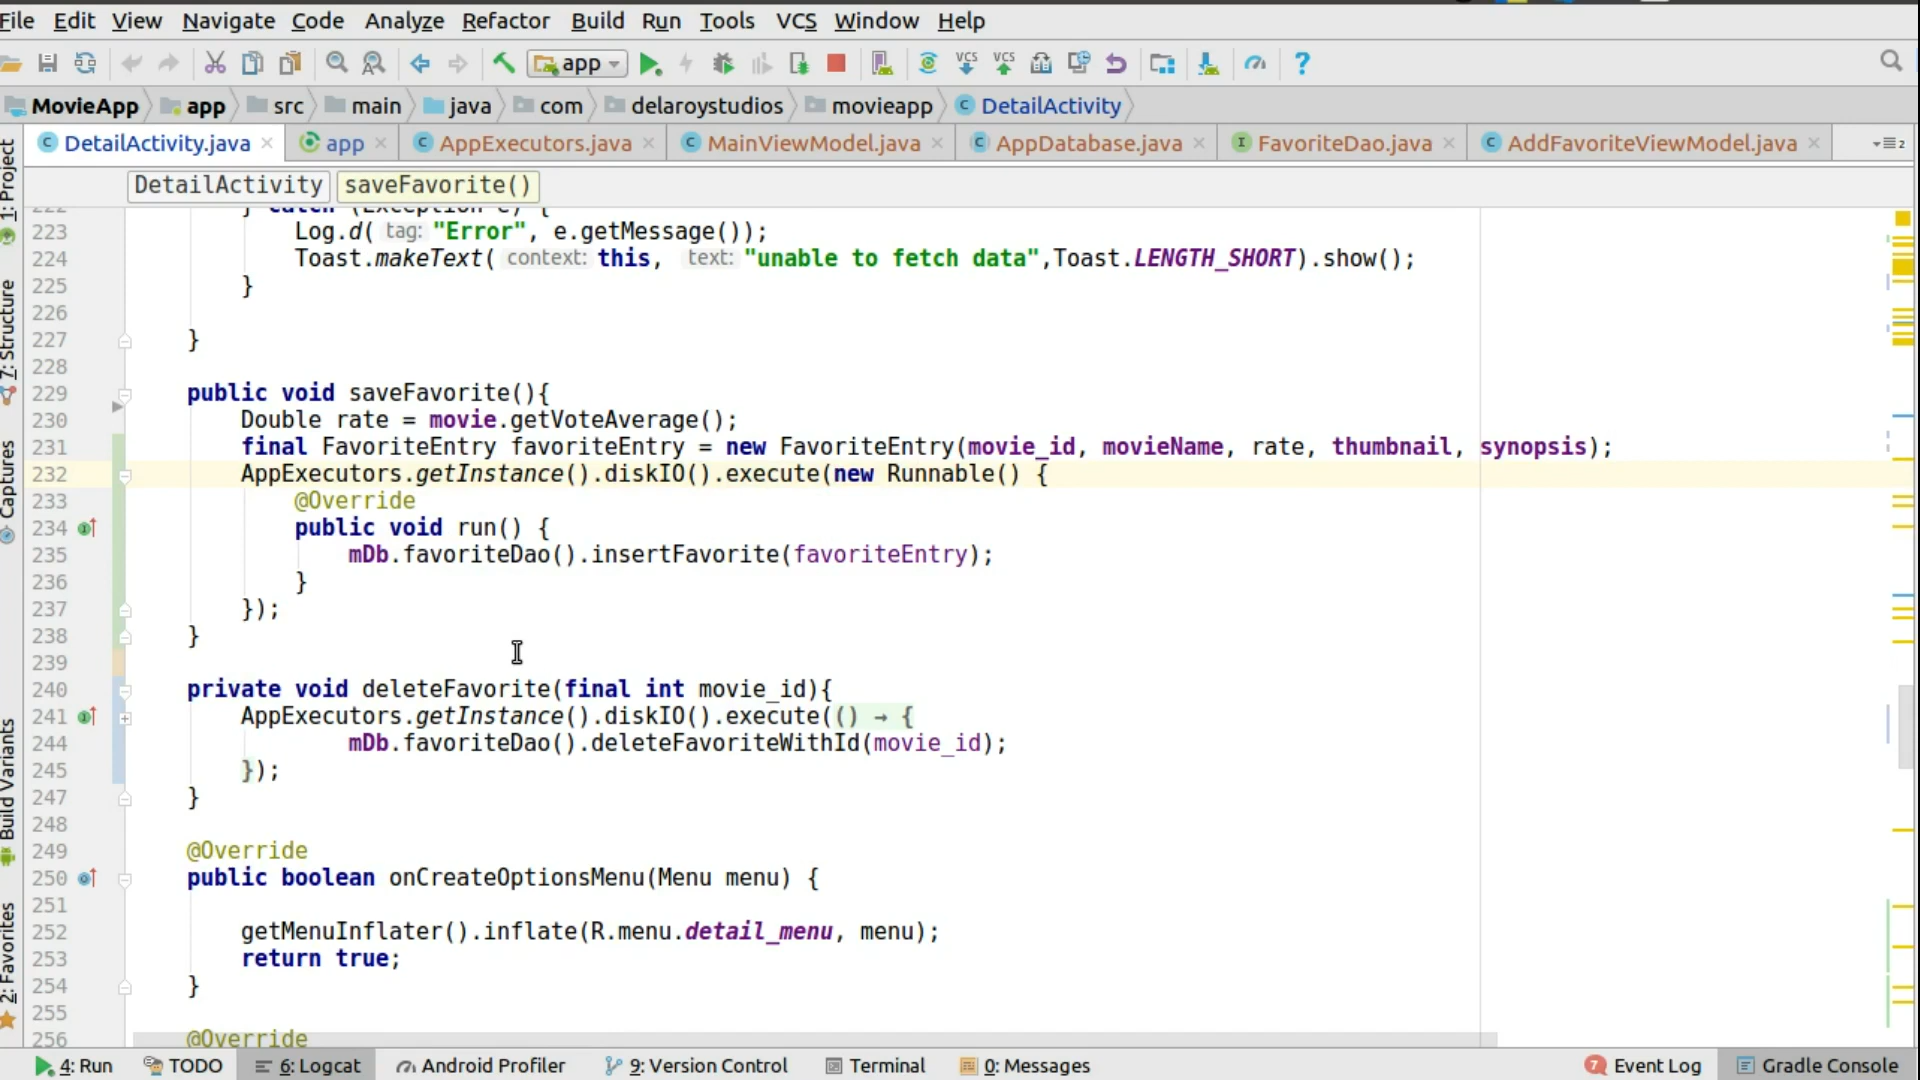 File Edit View Navigate Code Analyze Refactor Build Run Tools VCS Window Help
app VCS VCS
MovieApp app src main java com delaroystudios movieapp DetailActivity
DetailActivity.java app AppExecutors.java MainViewModel.java AppDatabase.java FavoriteDao.java AddFavoriteViewModel.java 2
DetailActivity saveFavorite()
222 } catch (Exception e) {
223 Log.d( tag: "Error", e.getMessage());
224 Toast.makeText( context: this, text: "unable to fetch data",Toast.LENGTH_SHORT).show();
225 }
226
227 }
228
229 public void saveFavorite(){
230 Double rate = movie.getVoteAverage();
231 final FavoriteEntry favoriteEntry = new FavoriteEntry(movie_id, movieName, rate, thumbnail, synopsis);
232 AppExecutors.getInstance().diskIO().execute(new Runnable() {
233 @Override
234 public void run() {
235 mDb.favoriteDao().insertFavorite(favoriteEntry);
236 }
237 });
238 }
239
240 private void deleteFavorite(final int movie_id){
241 AppExecutors.getInstance().diskIO().execute(() → {
244 mDb.favoriteDao().deleteFavoriteWithId(movie_id);
245 });
247 }
248
249 @Override
250 public boolean onCreateOptionsMenu(Menu menu) {
251
252 getMenuInflater().inflate(R.menu.detail_menu, menu);
253 return true;
254 }
255
256 @Override
1: Project
7: Structure
Captures
Build Variants
2: Favorites
4: Run TODO 6: Logcat Android Profiler 9: Version Control Terminal 0: Messages 7 Event Log Gradle Console